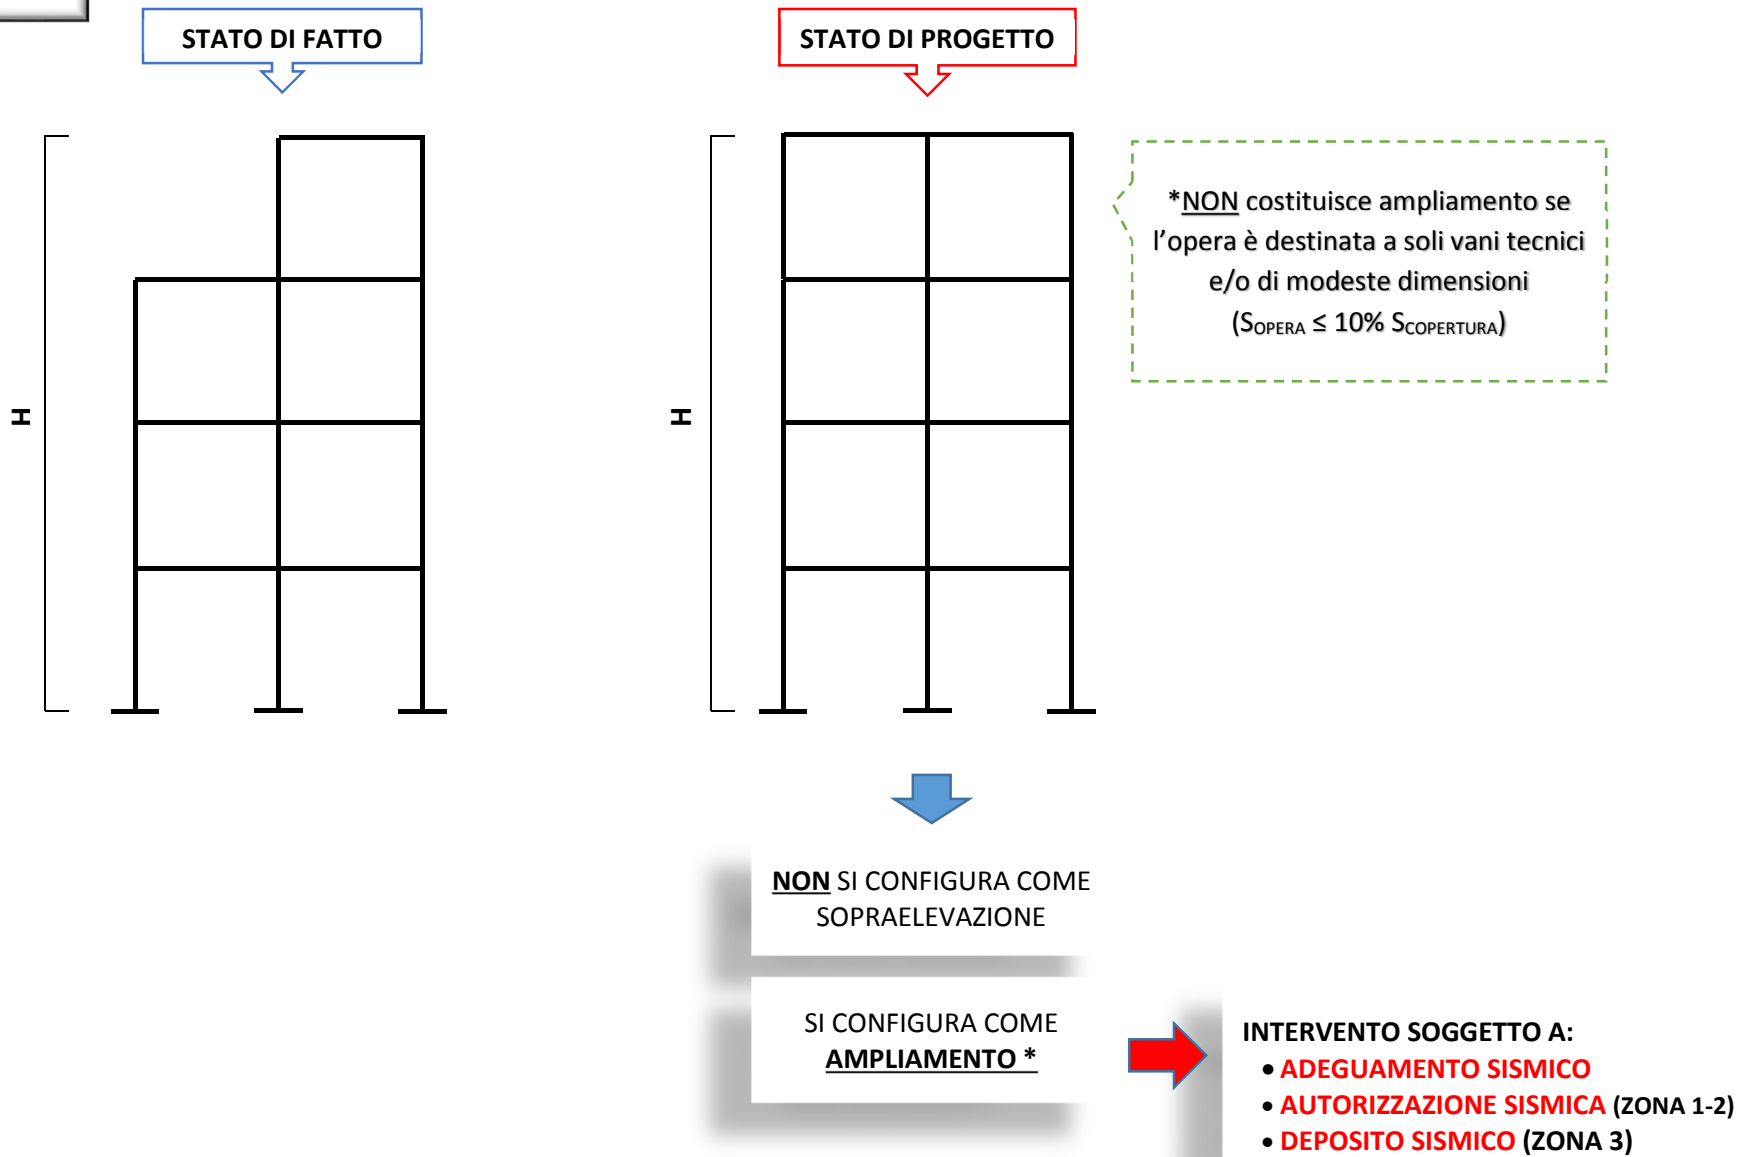 STATO DI FATTO
STATO DI PROGETTO
H
H
*NON costituisce ampliamento se
l’opera è destinata a soli vani tecnici
e/o di modeste dimensioni
(SOPERA ≤ 10% SCOPERTURA)
NON SI CONFIGURA COME
SOPRAELEVAZIONE
SI CONFIGURA COME
AMPLIAMENTO *
INTERVENTO SOGGETTO A:
• ADEGUAMENTO SISMICO
• AUTORIZZAZIONE SISMICA (ZONA 1-2)
• DEPOSITO SISMICO (ZONA 3)